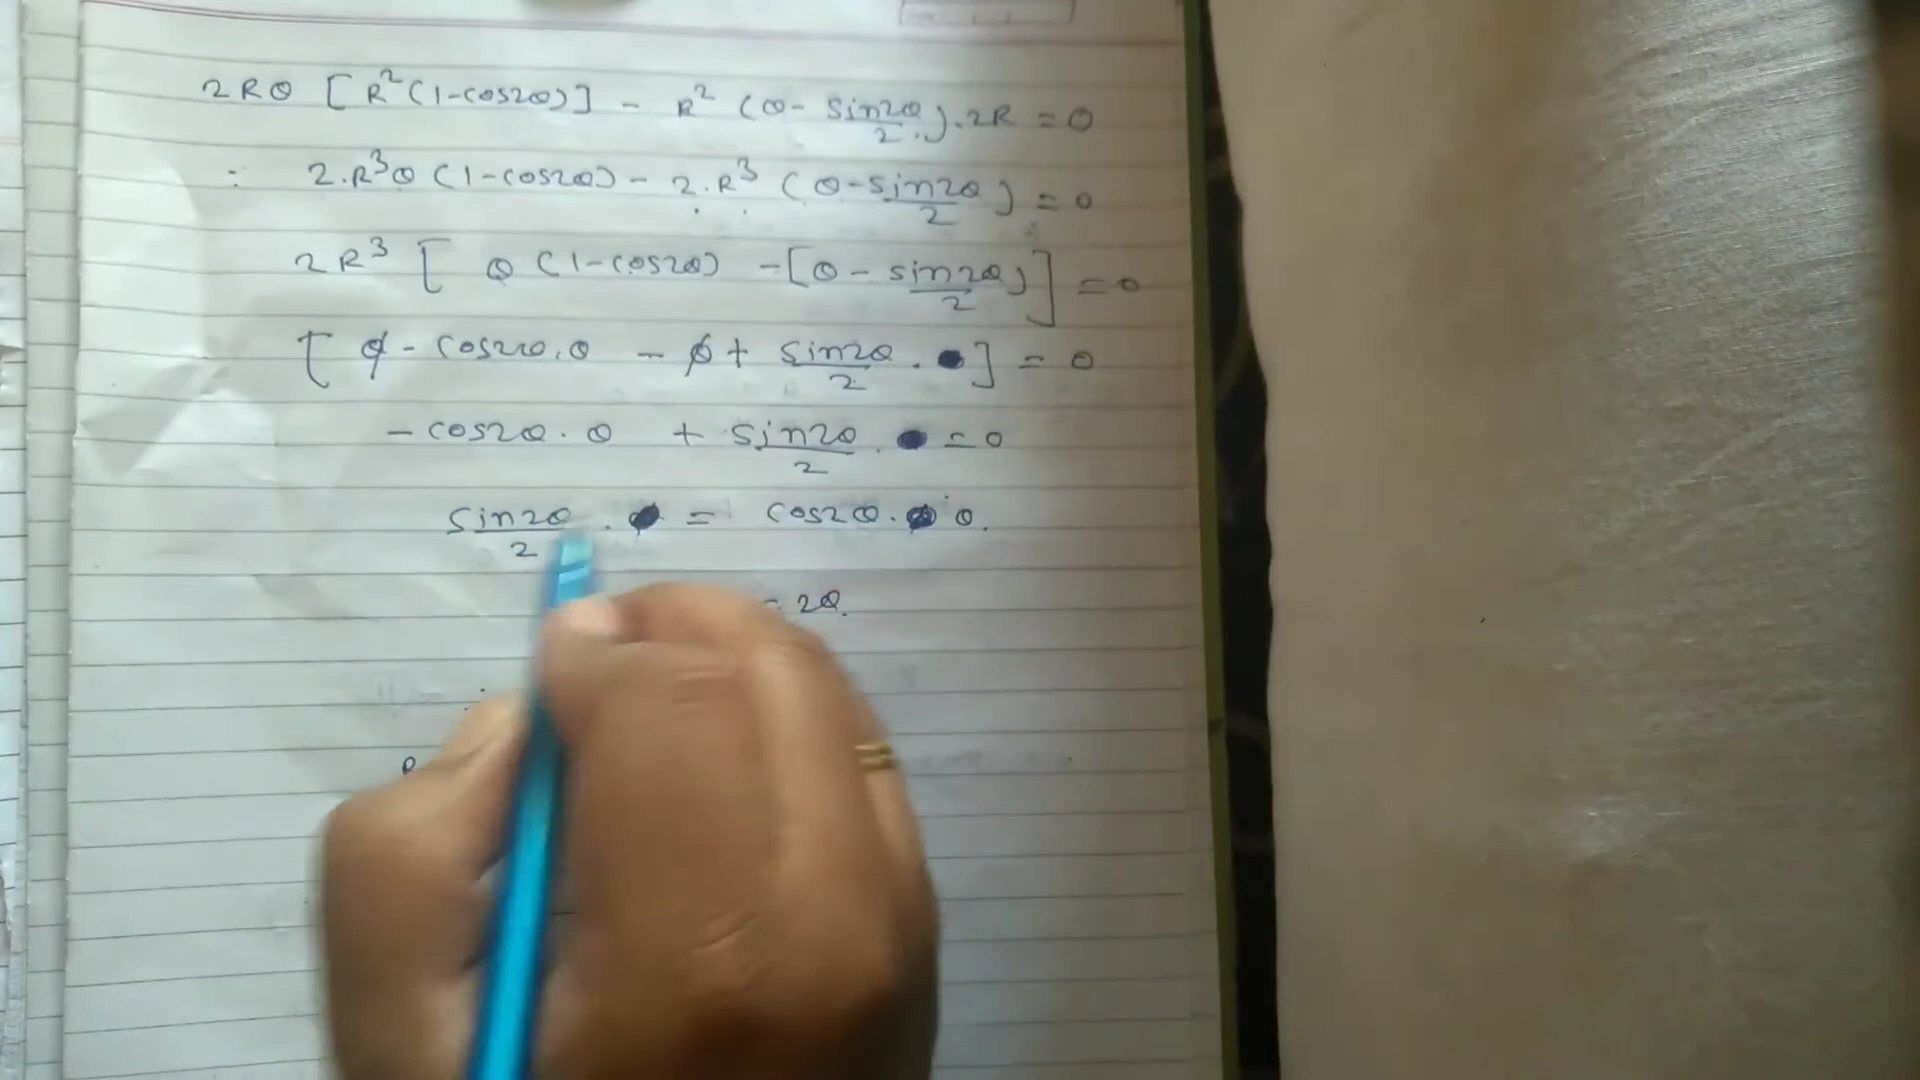 2Rθ [R²(1-cos2θ)] - R² (θ- sin2θ/2).2R = 0
∴ 2.R³θ (1-cos2θ) - 2.R³ (θ-sin2θ/2) = 0
2R³ [ θ (1-cos2θ) -[θ - sin2θ/2)] = 0
[ θ - cos2θ.θ - θ + sin2θ/2 . ] = 0
- cos2θ.θ + sin2θ/2 . = 0
sin2θ/2 . = cos2θ. θ.
= 2θ.